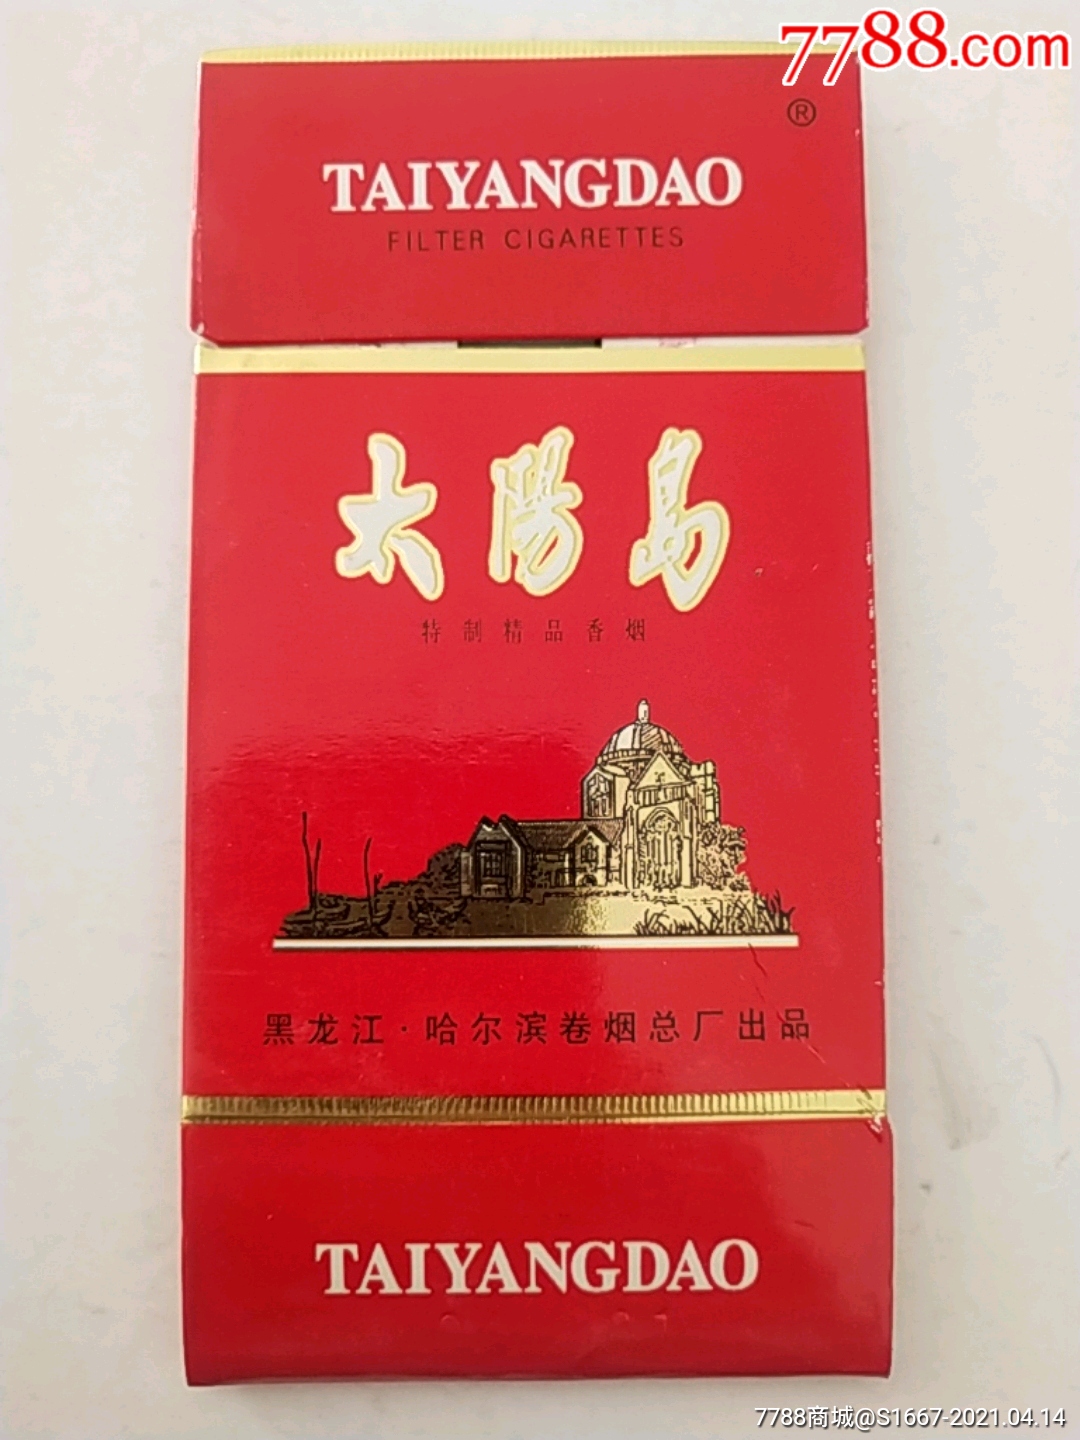 7788.com
®
TAIYANGDAO
FILTER CIGARETTES
太陽島
特制精品香烟
黑龙江·哈尔滨卷烟总厂出品
TAIYANGDAO
7788商城@S1667-2021.04.14